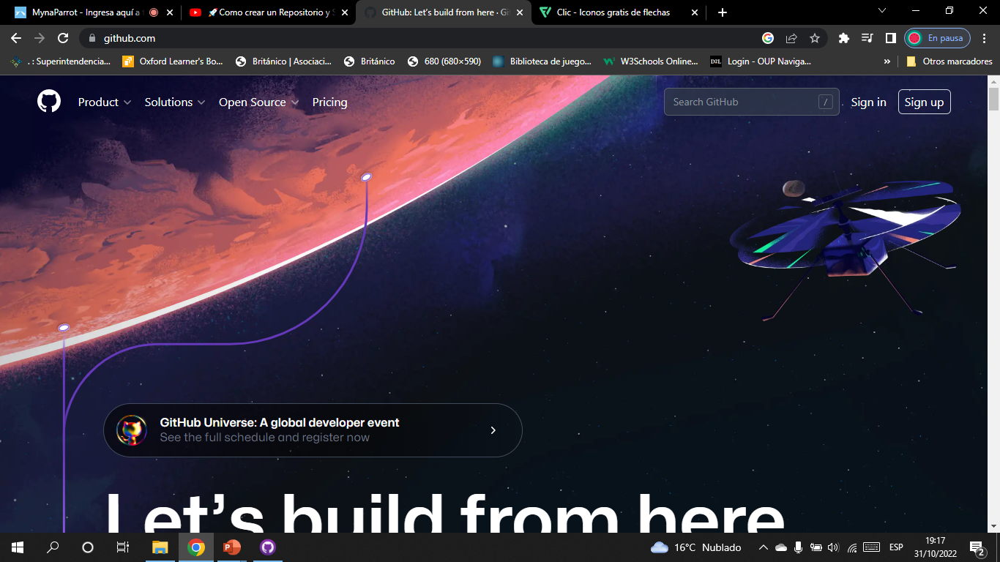 MynaParrot - Ingresa aquí a
🚀Como crear un Repositorio y S
GitHub: Let's build from here · Git
Clic - Iconos gratis de flechas
github.com
En pausa
. : Superintendencia...
Oxford Learner's Bo...
Británico | Asociaci...
Británico
680 (680×590)
Biblioteca de juego...
W3Schools Online...
D2L
Login - OUP Naviga...
»
Otros marcadores
Product
Solutions
Open Source
Pricing
Search GitHub
/
Sign in
Sign up
GitHub Universe: A global developer event
See the full schedule and register now
Let's build from here
16°C Nublado
ESP
19:17
31/10/2022
2